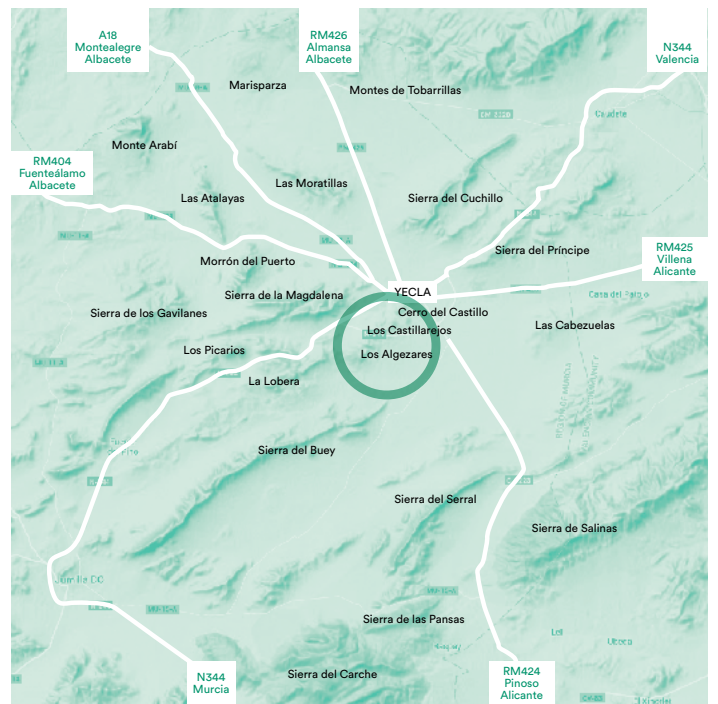 A18
Montealegre
Albacete
RM426
Almansa
Albacete
N344
Valencia
Marisparza
Montes de Tobarrillas
Monte Arabí
RM404
Fuenteálamo
Albacete
Las Moratillas
Las Atalayas
Sierra del Cuchillo
Sierra del Príncipe
RM425
Villena
Alicante
Morrón del Puerto
YECLA
Sierra de la Magdalena
Cerro del Castillo
Sierra de los Gavilanes
Las Cabezuelas
Los Castillarejos
Los Picarios
Los Algezares
La Lobera
Sierra del Buey
Sierra del Serral
Sierra de Salinas
Sierra de las Pansas
Sierra del Carche
N344
Murcia
RM424
Pinoso
Alicante